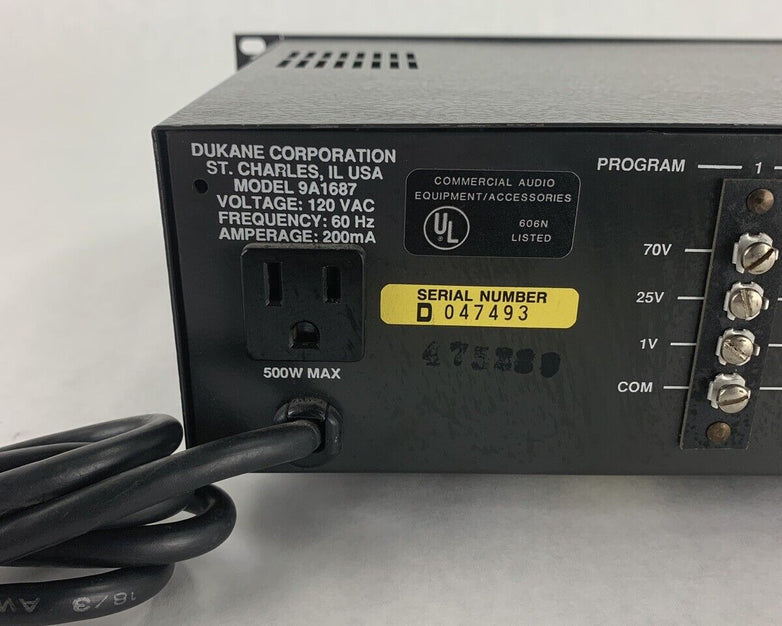 DUKANE CORPORATION
ST. CHARLES, IL USA
MODEL 9A1687
VOLTAGE: 120 VAC
FREQUENCY: 60 Hz
AMPERAGE: 200mA
COMMERCIAL AUDIO
EQUIPMENT/ACCESSORIES
UL
606N
LISTED
SERIAL NUMBER
D 047493
500W MAX
PROGRAM 1
70V
25V
1V
COM
18/3